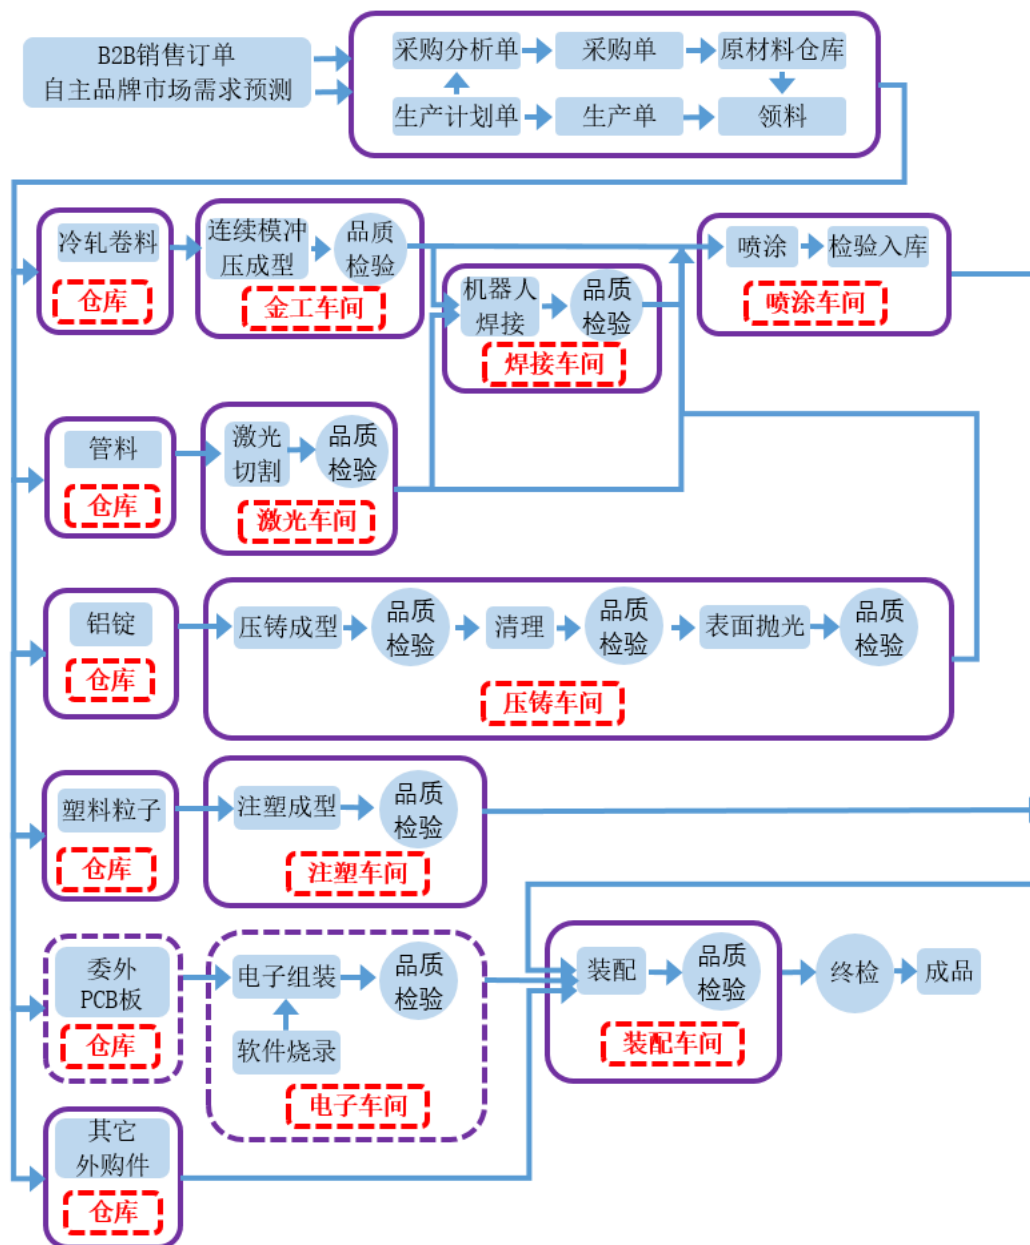 B2B销售订单
自主品牌市场需求预测
采购分析单
采购单
原材料仓库
生产计划单
生产单
领料
冷轧卷料
仓库
连续模冲
压成型
品质
检验
金工车间
机器人
焊接
品质
检验
焊接车间
喷涂
检验入库
喷涂车间
管料
仓库
激光
切割
品质
检验
激光车间
铝锭
仓库
压铸成型
品质
检验
清理
品质
检验
表面抛光
品质
检验
压铸车间
塑料粒子
仓库
注塑成型
品质
检验
注塑车间
委外
PCB板
仓库
电子组装
品质
检验
软件烧录
电子车间
装配
品质
检验
装配车间
终检
成品
其它
外购件
仓库